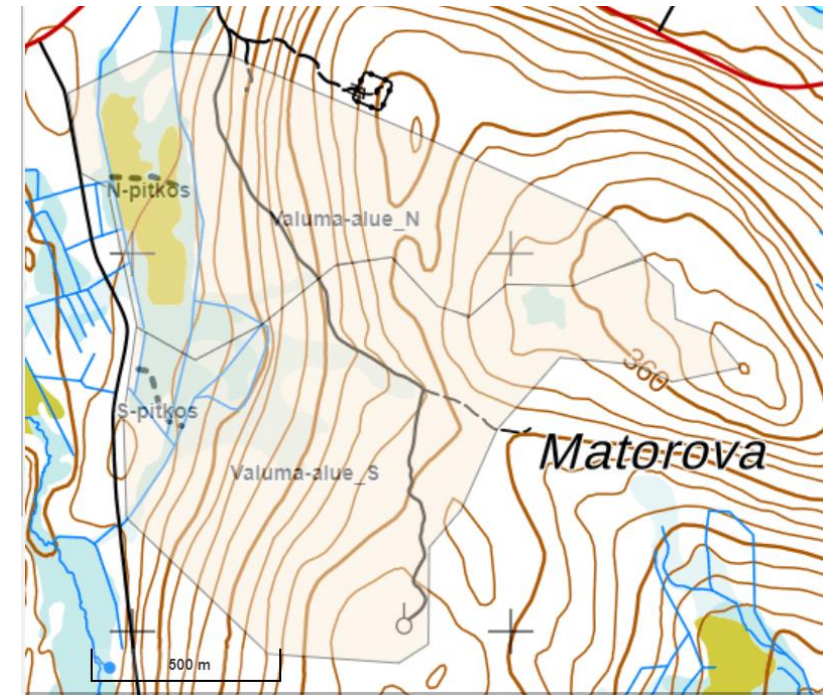 N-pitkos
Valuma-alue_N
360
S-pitkos
Matorova
Valuma-alue_S
500 m